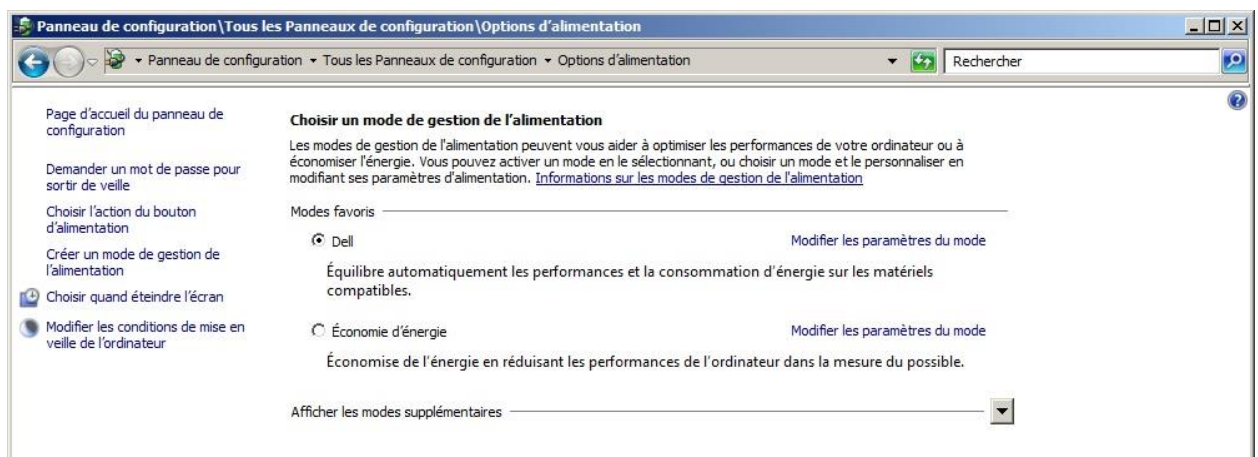 Panneau de configuration\Tous les Panneaux de configuration\Options d'alimentation
Panneau de configuration Tous les Panneaux de configuration Options d'alimentation
Rechercher
Page d'accueil du panneau de
configuration
Demander un mot de passe pour
sortir de veille
Choisir l'action du bouton
d'alimentation
Créer un mode de gestion de
l'alimentation
Choisir quand éteindre l'écran
Modifier les conditions de mise en
veille de l'ordinateur
Choisir un mode de gestion de l'alimentation
Les modes de gestion de l'alimentation peuvent vous aider à optimiser les performances de votre ordinateur ou à
économiser l'énergie. Vous pouvez activer un mode en le sélectionnant, ou choisir un mode et le personnaliser en
modifiant ses paramètres d'alimentation. Informations sur les modes de gestion de l'alimentation
Modes favoris
Dell Modifier les paramètres du mode
Équilibre automatiquement les performances et la consommation d'énergie sur les matériels
compatibles.
Économie d'énergie Modifier les paramètres du mode
Économise de l'énergie en réduisant les performances de l'ordinateur dans la mesure du possible.
Afficher les modes supplémentaires